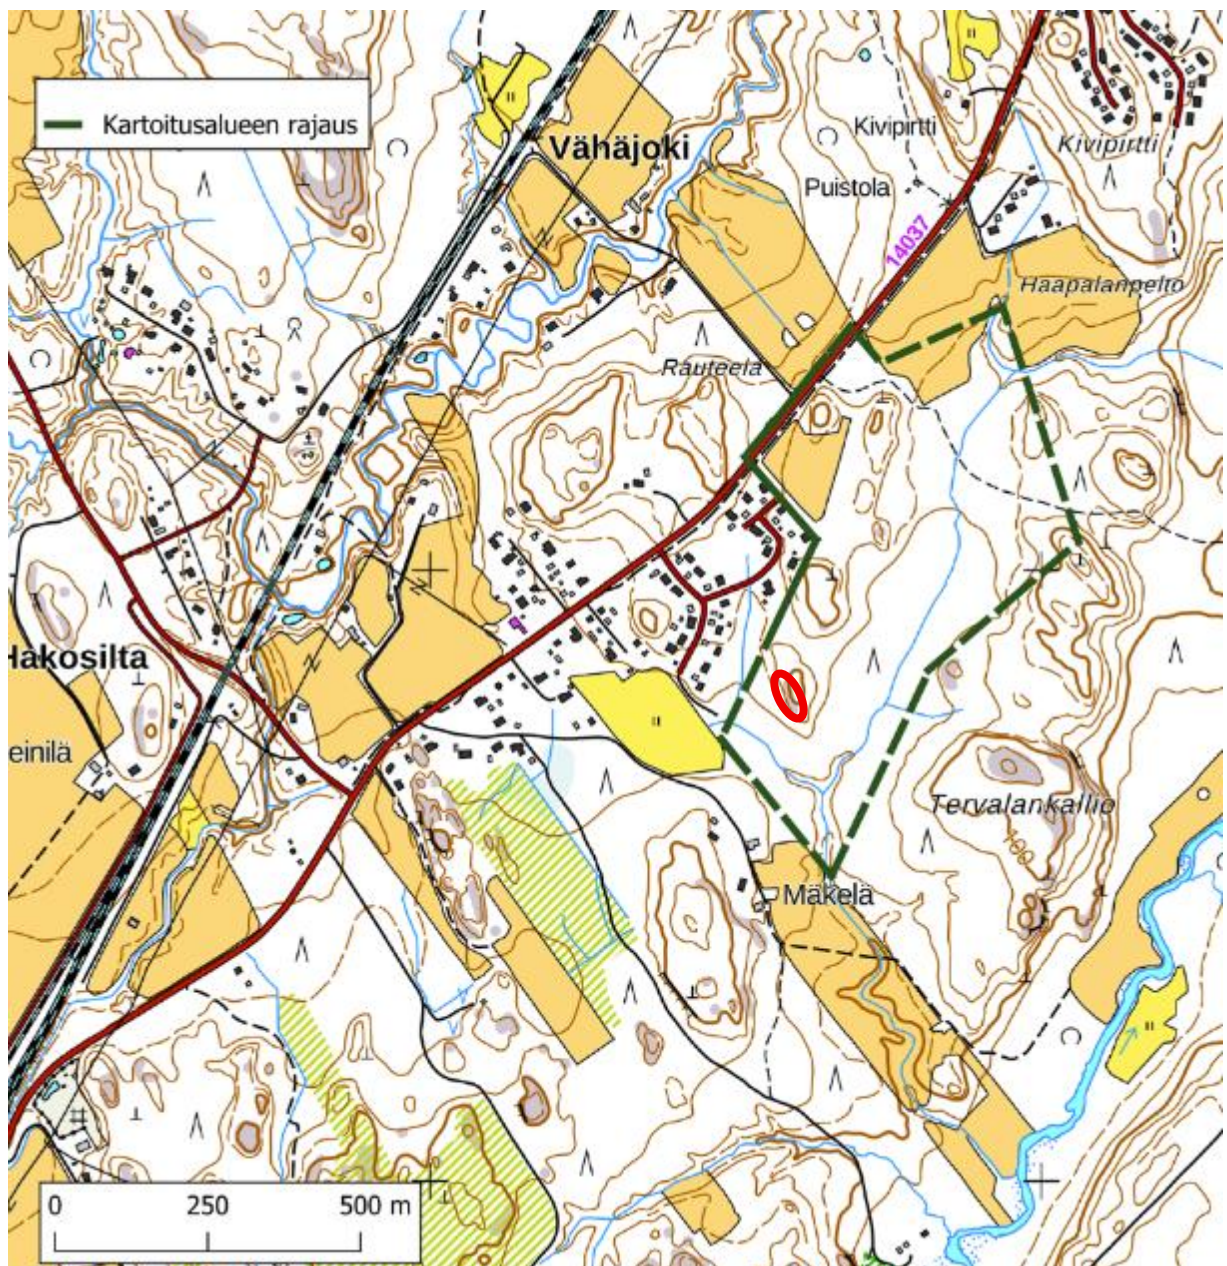 Kartoitusalueen rajaus
Vähäjoki
Kivipirtti
Kivipirtti
Puistola
14037
Haapalanpelto
Rauteela
Hakosilta
einilä
Tervalankallio
100
Mäkelä
0 250 500 m